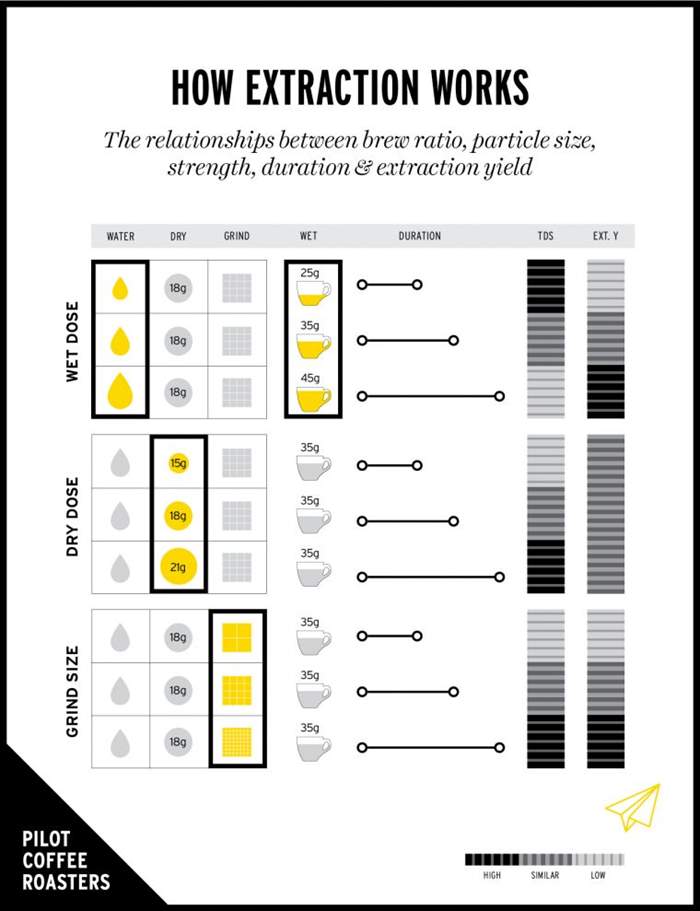 HOW EXTRACTION WORKS
The relationships between brew ratio, particle size,
strength, duration & extraction yield
WATER DRY GRIND WET DURATION TDS EXT. Y
WET DOSE
18g 25g
18g 35g
18g 45g
DRY DOSE
15g 35g
18g 35g
21g 35g
GRIND SIZE
18g 35g
18g 35g
18g 35g
PILOT
COFFEE
ROASTERS
HIGH SIMILAR LOW